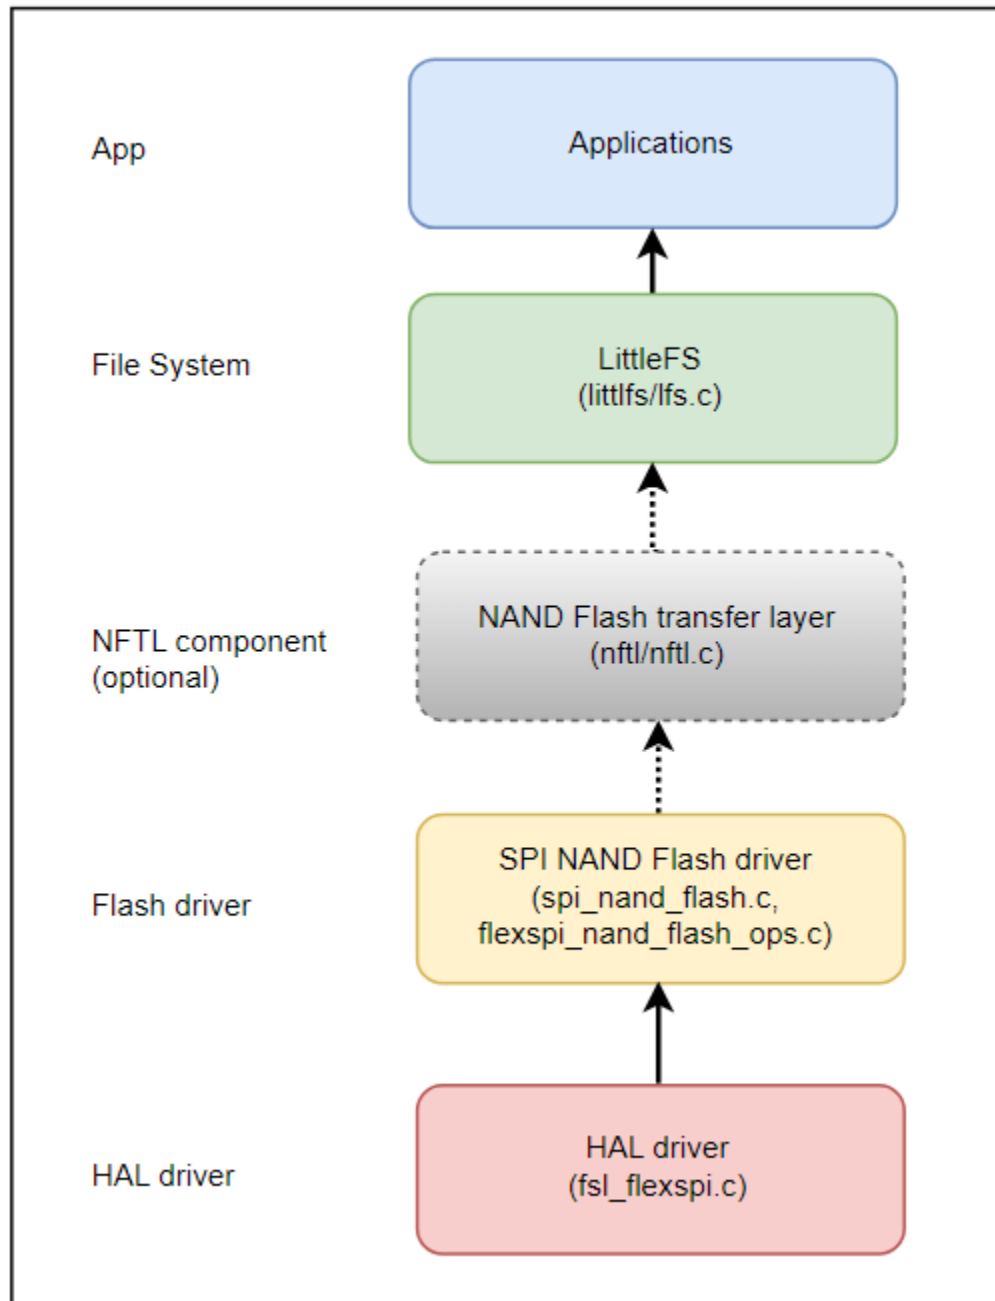 App
Applications
File System
LittleFS
(littlfs/lfs.c)
NFTL component
(optional)
NAND Flash transfer layer
(nftl/nftl.c)
Flash driver
SPI NAND Flash driver
(spi_nand_flash.c,
flexspi_nand_flash_ops.c)
HAL driver
HAL driver
(fsl_flexspi.c)